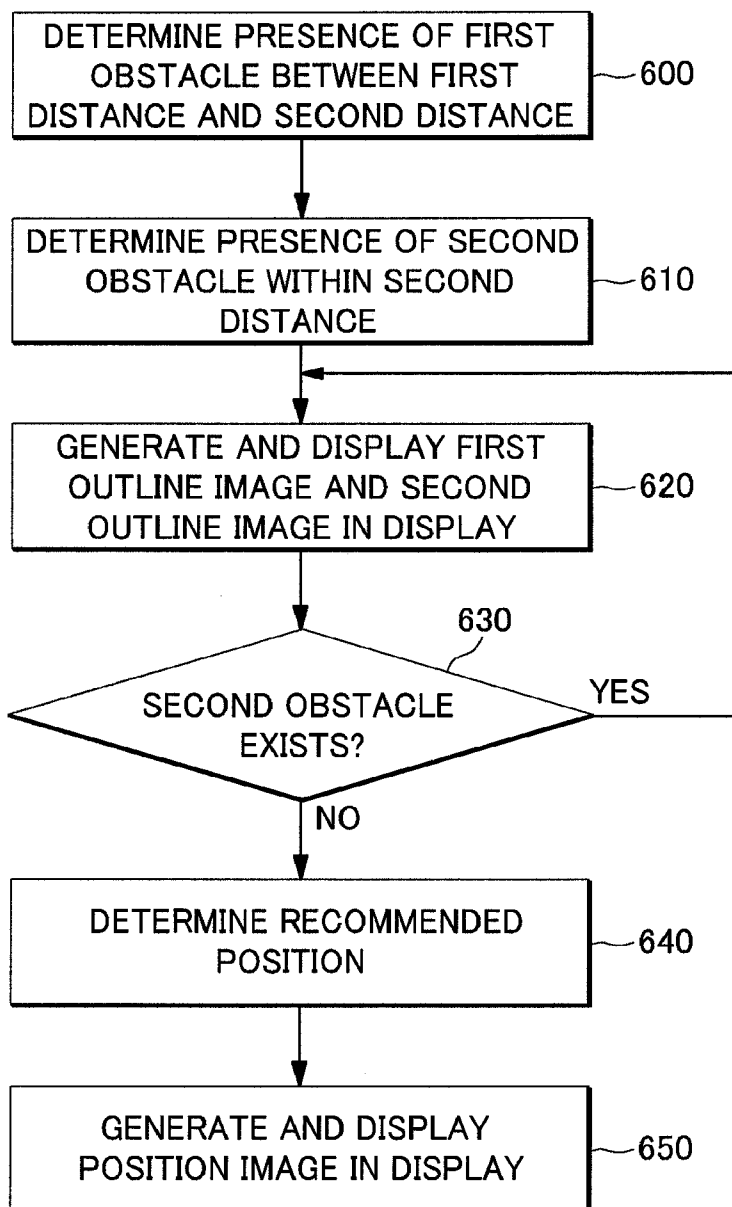 DETERMINE PRESENCE OF FIRST
OBSTACLE BETWEEN FIRST
DISTANCE AND SECOND DISTANCE
600
DETERMINE PRESENCE OF SECOND
OBSTACLE WITHIN SECOND
DISTANCE
610
GENERATE AND DISPLAY FIRST
OUTLINE IMAGE AND SECOND
OUTLINE IMAGE IN DISPLAY
620
630
SECOND OBSTACLE
EXISTS?
YES
NO
DETERMINE RECOMMENDED
POSITION
640
GENERATE AND DISPLAY
POSITION IMAGE IN DISPLAY
650